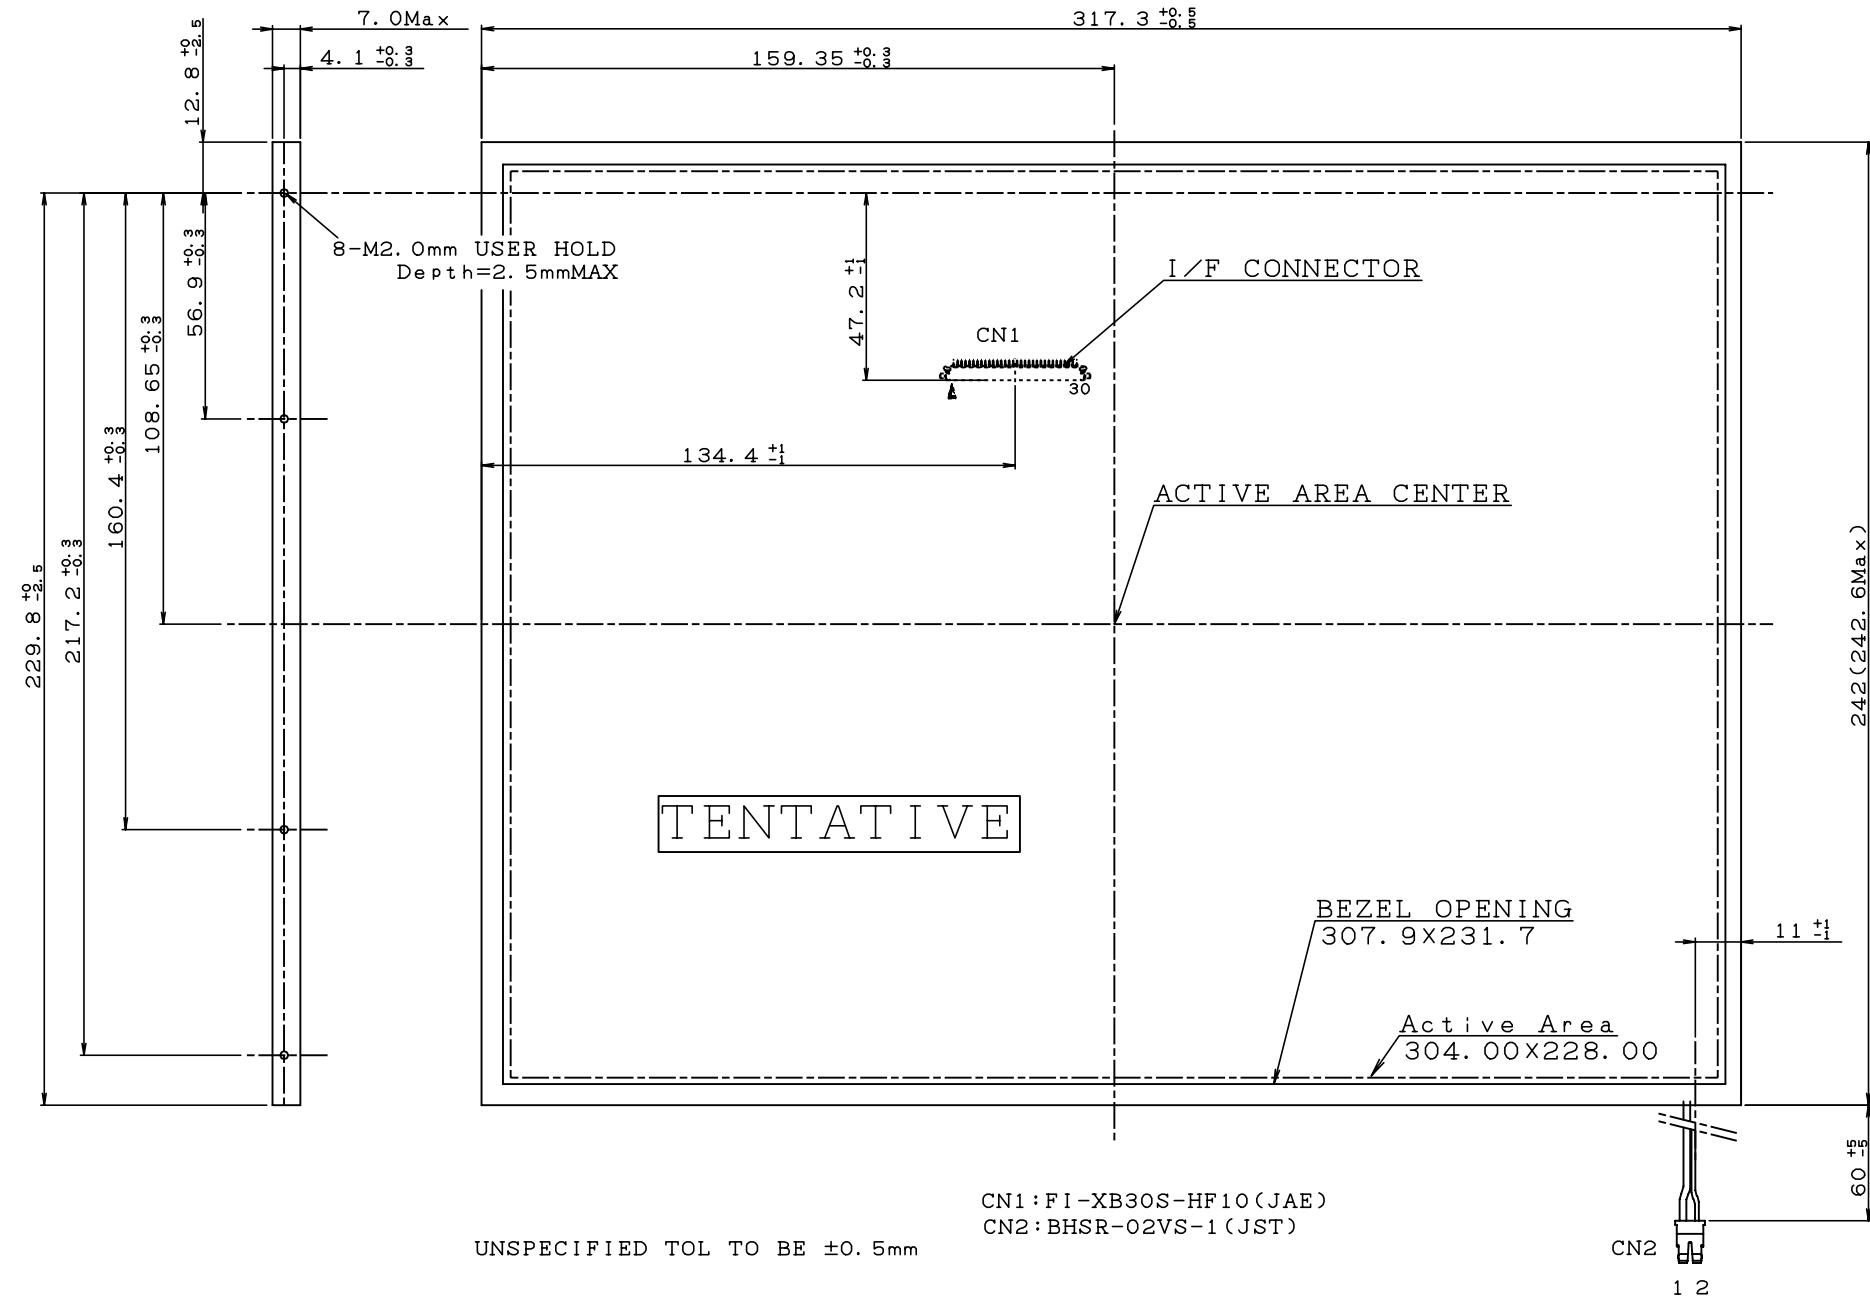 7.0Max
317.3 +0.5 -0.5
4.1 +0.3 -0.3
159.35 +0.3 -0.3
12.8 +0 -2.5
8-M2.0mm USER HOLD
Depth=2.5mmMAX
56.9 +0.3 -0.3
47.2 +1 -1
I/F CONNECTOR
CN1
30
108.65 +0.3 -0.3
134.4 +1 -1
160.4 +0.3 -0.3
ACTIVE AREA CENTER
217.2 +0.3 -0.3
229.8 +0 -2.5
242(242.6Max)
TENTATIVE
BEZEL OPENING
307.9X231.7
11 +1 -1
Active Area
304.00X228.00
60 +5 -5
CN1:FI-XB30S-HF10(JAE)
CN2:BHSR-02VS-1(JST)
UNSPECIFIED TOL TO BE ±0.5mm
CN2
1 2